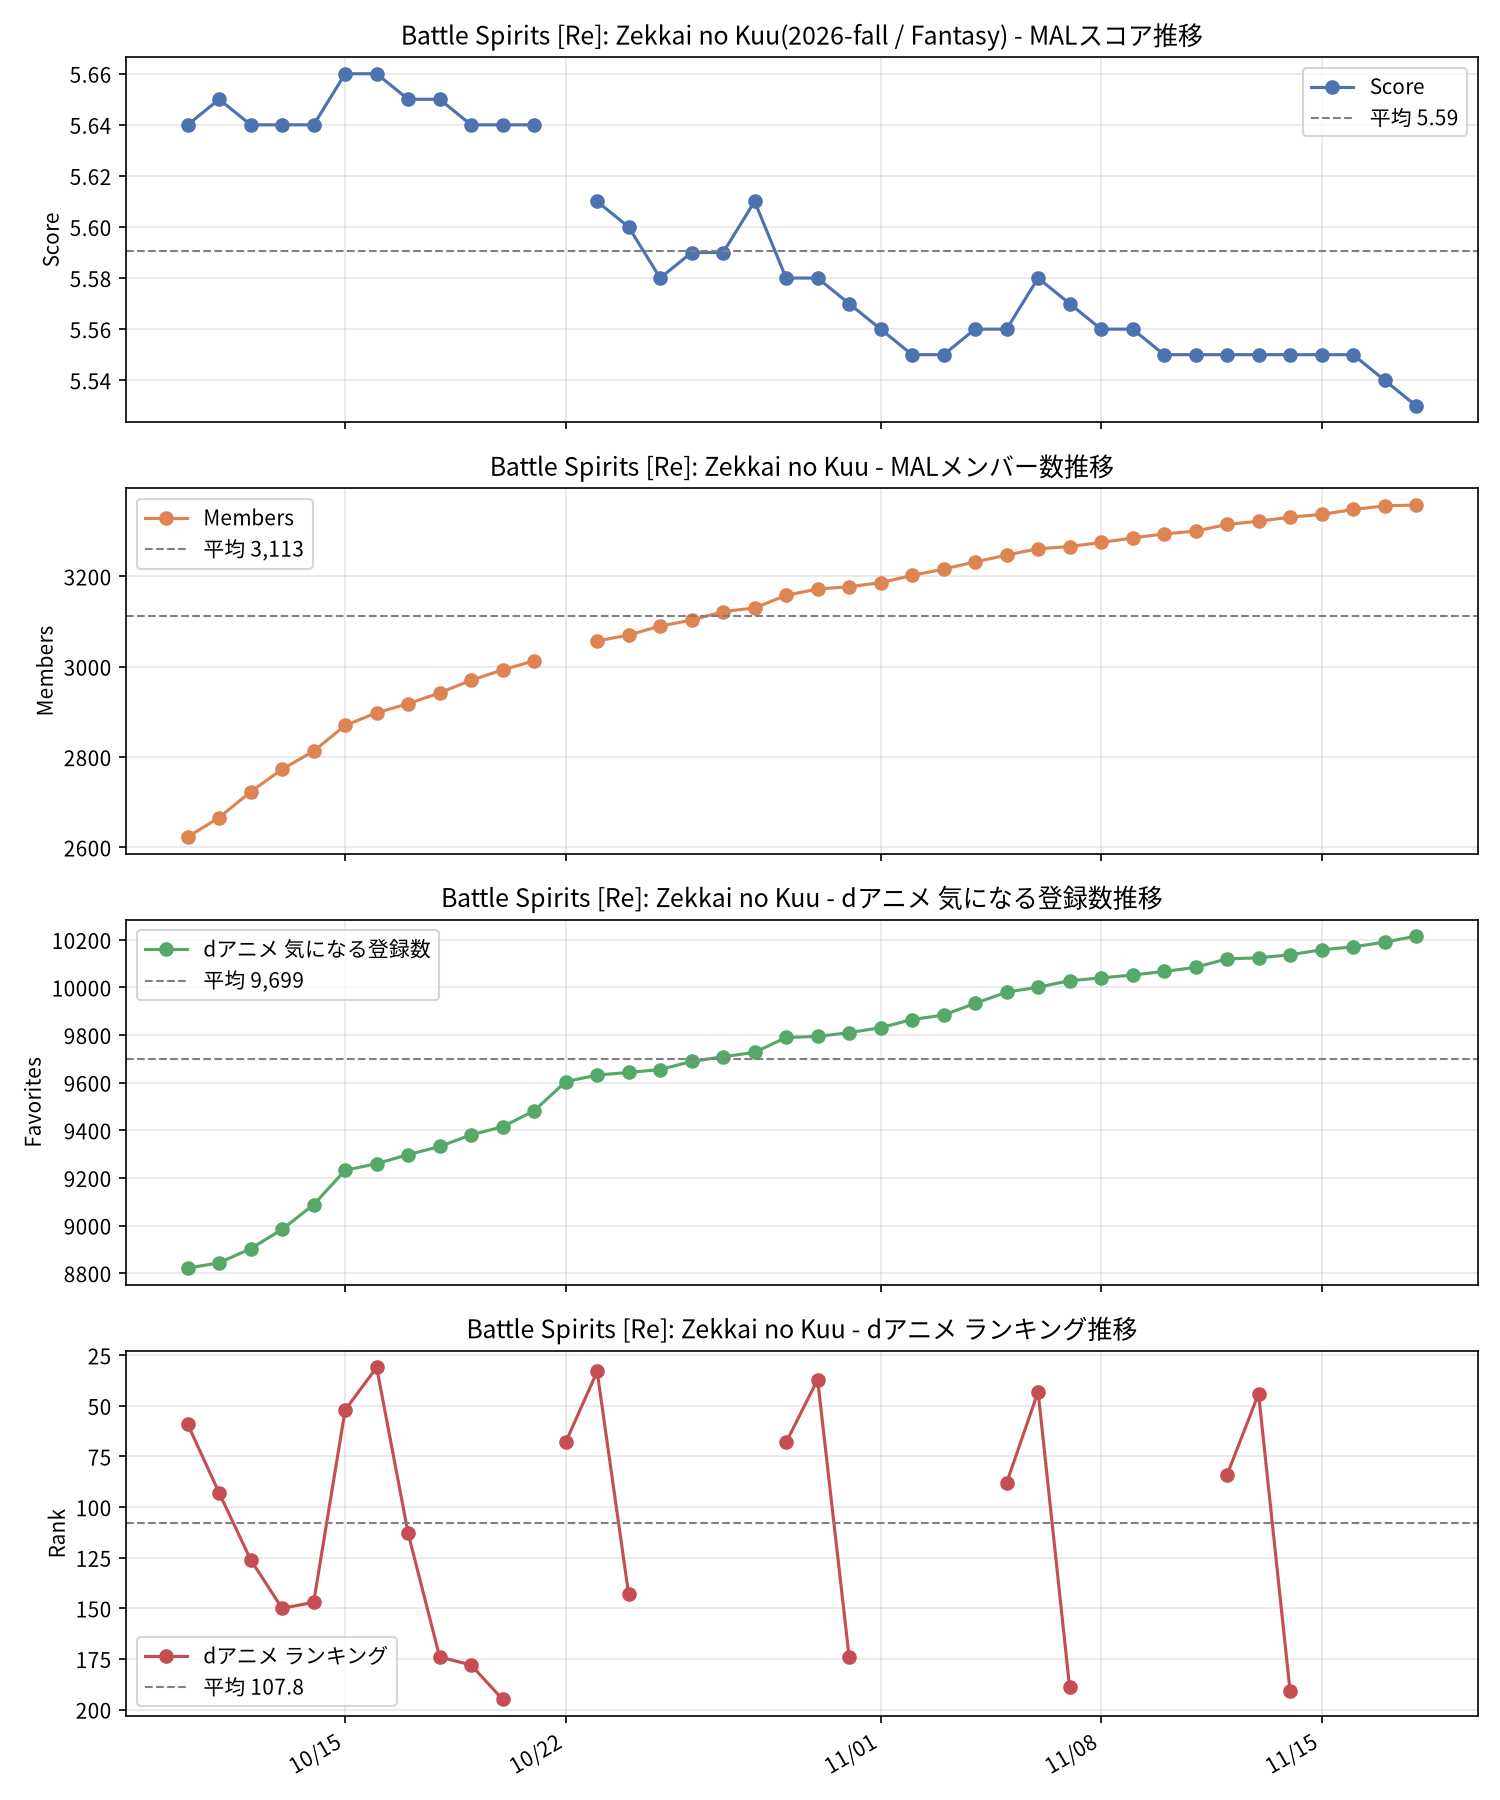 Battle Spirits [Re]: Zekkai no Kuu(2026-fall / Fantasy) - MALスコア推移
Score
5.66
5.64
5.62
5.60
5.58
5.56
5.54
Score
平均 5.59
Battle Spirits [Re]: Zekkai no Kuu - MALメンバー数推移
Members
3200
3000
2800
2600
Members
平均 3,113
Battle Spirits [Re]: Zekkai no Kuu - dアニメ 気になる登録数推移
Favorites
10200
10000
9800
9600
9400
9200
9000
8800
dアニメ 気になる登録数
平均 9,699
Battle Spirits [Re]: Zekkai no Kuu - dアニメ ランキング推移
Rank
25
50
75
100
125
150
175
200
dアニメ ランキング
平均 107.8
10/15
10/22
11/01
11/08
11/15